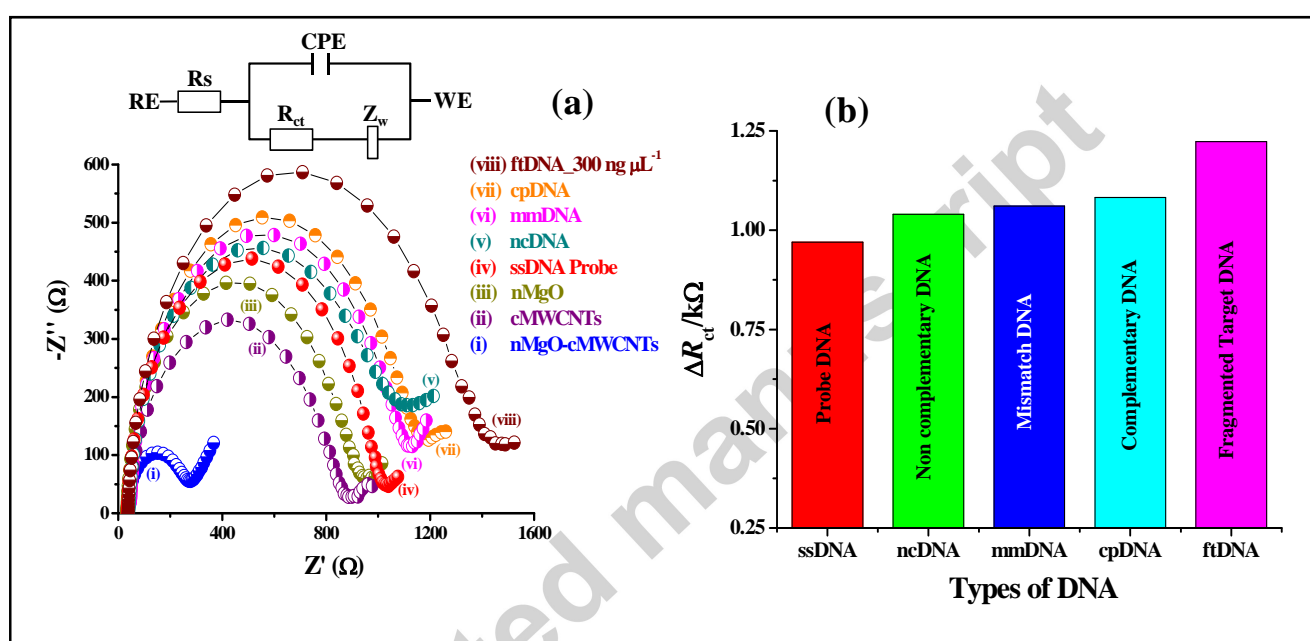 CPE
Rs
RE
WE
Rct
Zw
(a)
600
500
400
300
200
100
0
-Z'' (Ω)
0
400
800
1200
1600
Z' (Ω)
(viii) ftDNA_300 ng μL-1
(vii) cpDNA
(vi) mmDNA
(v) ncDNA
(iv) ssDNA Probe
(iii) nMgO
(ii) cMWCNTs
(i) nMgO-cMWCNTs
(iii)
(ii)
(i)
(v)
(vii)
(vi)
(iv)
(viii)
(b)
1.25
1.00
0.75
0.50
0.25
ΔRct/kΩ
Probe DNA
Non complementary DNA
Mismatch DNA
Complementary DNA
Fragmented Target DNA
ssDNA
ncDNA
mmDNA
cpDNA
ftDNA
Types of DNA
ted manuscript